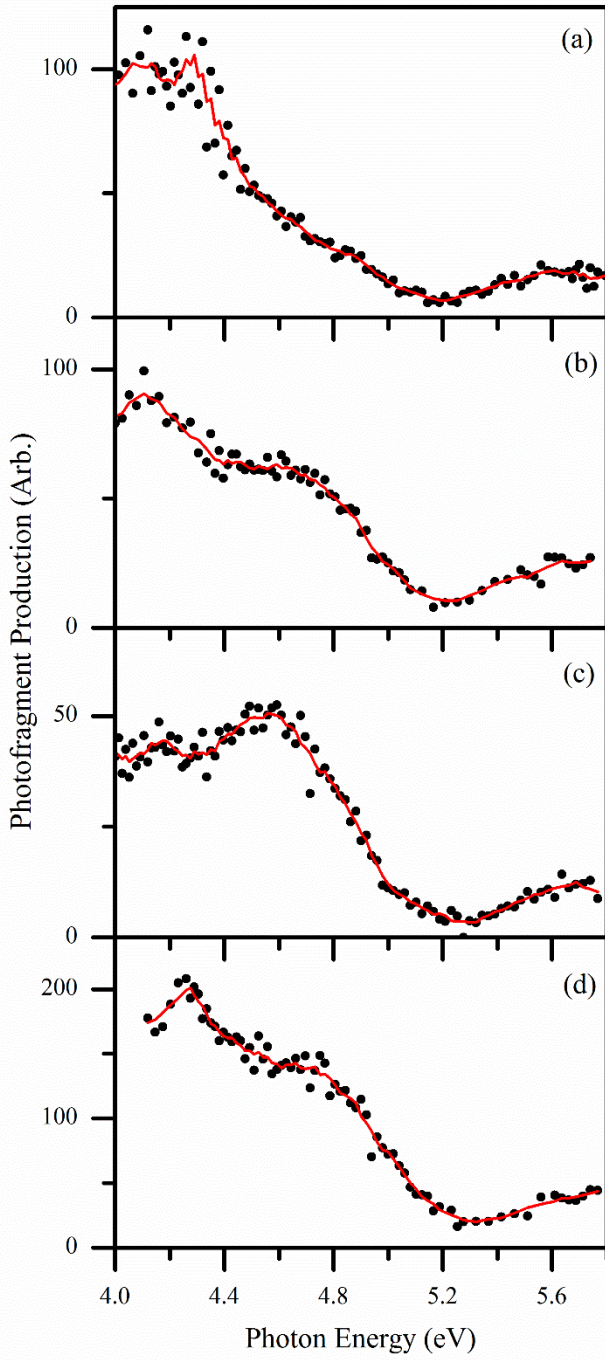 (a)
100
0
(b)
100
0
(c)
50
0
(d)
200
100
0
4.0 4.4 4.8 5.2 5.6
Photon Energy (eV)
Photofragment Production (Arb.)